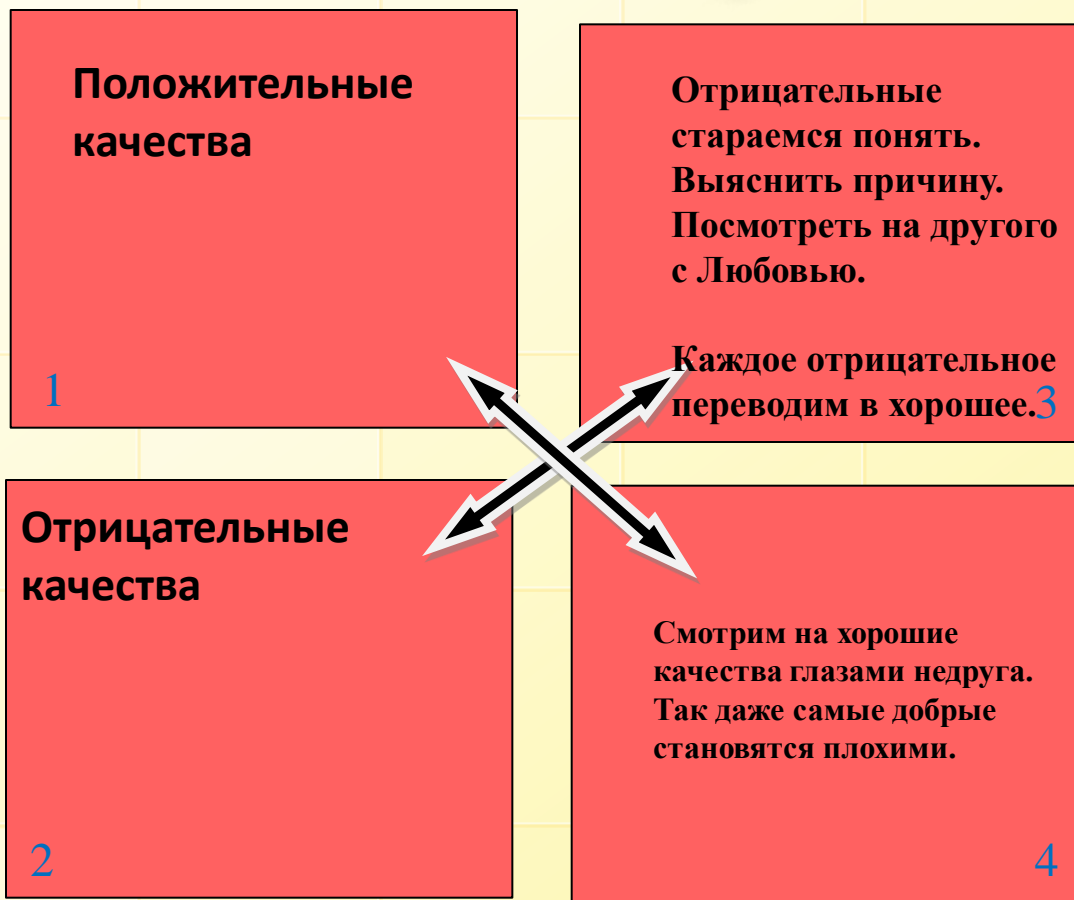 Положительные
качества
1
Отрицательные
качества
2
Отрицательные
стараемся понять.
Выяснить причину.
Посмотреть на другого
с Любовью.
Каждое отрицательное
переводим в хорошее.
3
Смотрим на хорошие
качества глазами недруга.
Так даже самые добрые
становятся плохими.
4